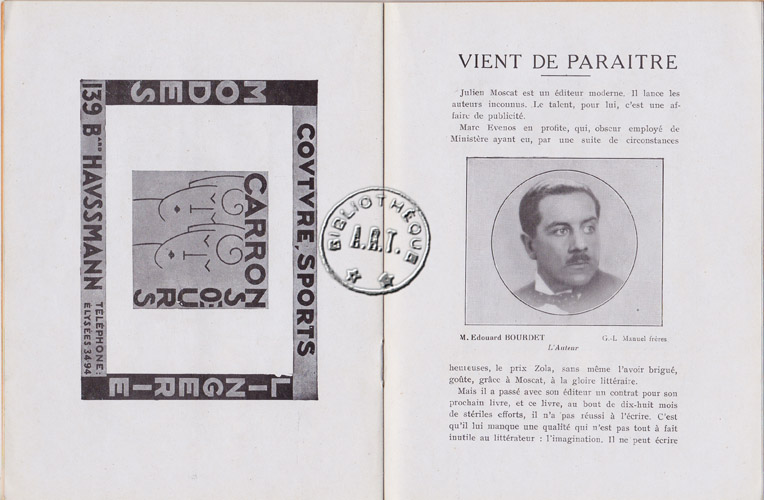 MODES
139 BARD HAVSSMANN
TELÉPHONE:
ÉLYSÉES 3494
COVTVRE, SPORTS
CARRON
SŒURS
LINGERIE
BIBLIOTHÈQUE
A.R.T.
VIENT DE PARAITRE
Julien Moscat est un éditeur moderne. Il lance les
auteurs inconnus. Le talent, pour lui, c'est une af-
faire de publicité.
Marc Evenos en profite, qui, obscur employé de
Ministère ayant eu, par une suite de circonstances
M. Edouard BOURDET
G.-L. Manuel frères
L'Auteur
heureuses, le prix Zola, sans même l'avoir brigué,
goûte, grâce à Moscat, à la gloire littéraire.
Mais il a passé avec son éditeur un contrat pour son
prochain livre, et ce livre, au bout de dix-huit mois
de stériles efforts, il n'a pas réussi à l'écrire. C'est
qu'il lui manque une qualité qui n'est pas tout à fait
inutile au littérateur : l'imagination. Il ne peut écrire